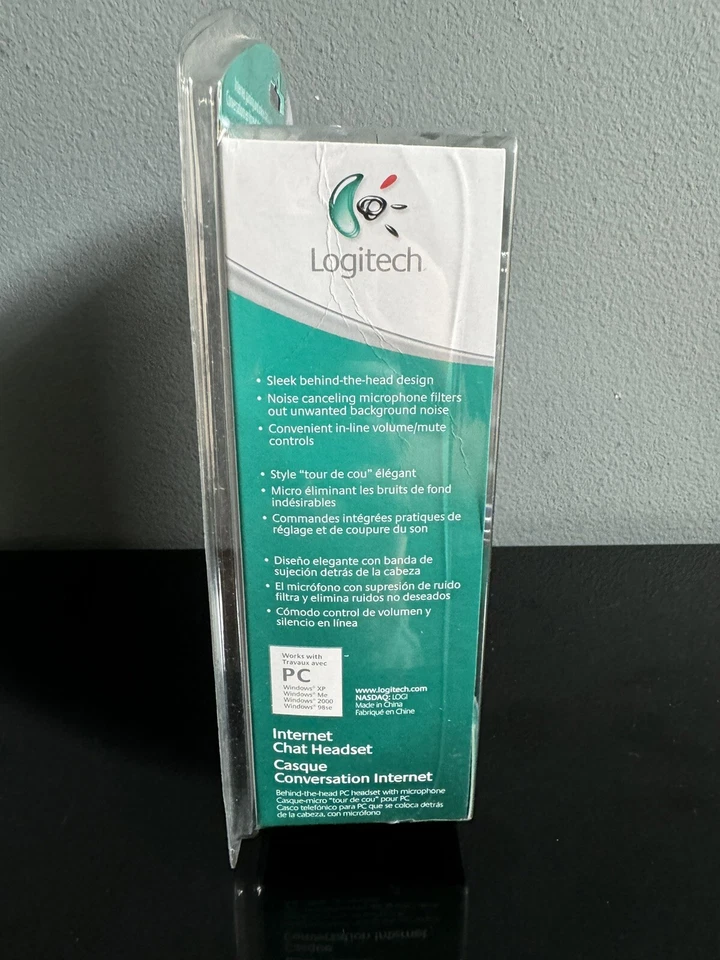 Logitech
• Sleek behind-the-head design
• Noise canceling microphone filters
out unwanted background noise
• Convenient in-line volume/mute
controls
• Style “tour de cou” élégant
• Micro éliminant les bruits de fond
indésirables
• Commandes intégrées pratiques de
réglage et de coupure du son
• Diseño elegante con banda de
sujeción detrás de la cabeza
• El micrófono con supresión de ruido
filtra y elimina ruidos no deseados
• Cómodo control de volumen y
silencio en línea
Works with
Travaux avec
PC
Windows® XP
Windows® Me
Windows® 2000
Windows® 98se
www.logitech.com
NASDAQ: LOGI
Made in China
Fabriqué en Chine
Internet
Chat Headset
Casque
Conversation Internet
Behind-the-head PC headset with microphone
Casque-micro “tour de cou” pour PC
Casco telefónico para PC que se coloca detrás
de la cabeza, con micrófono